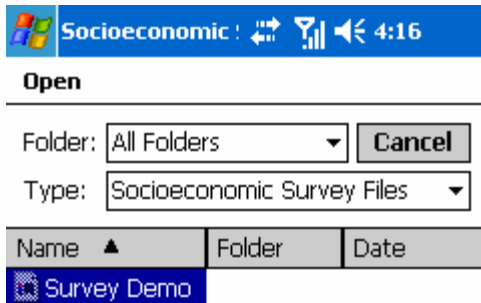 Socioeconomic : 4:16
Open
Folder: All Folders Cancel
Type: Socioeconomic Survey Files
Name Folder Date
Survey Demo